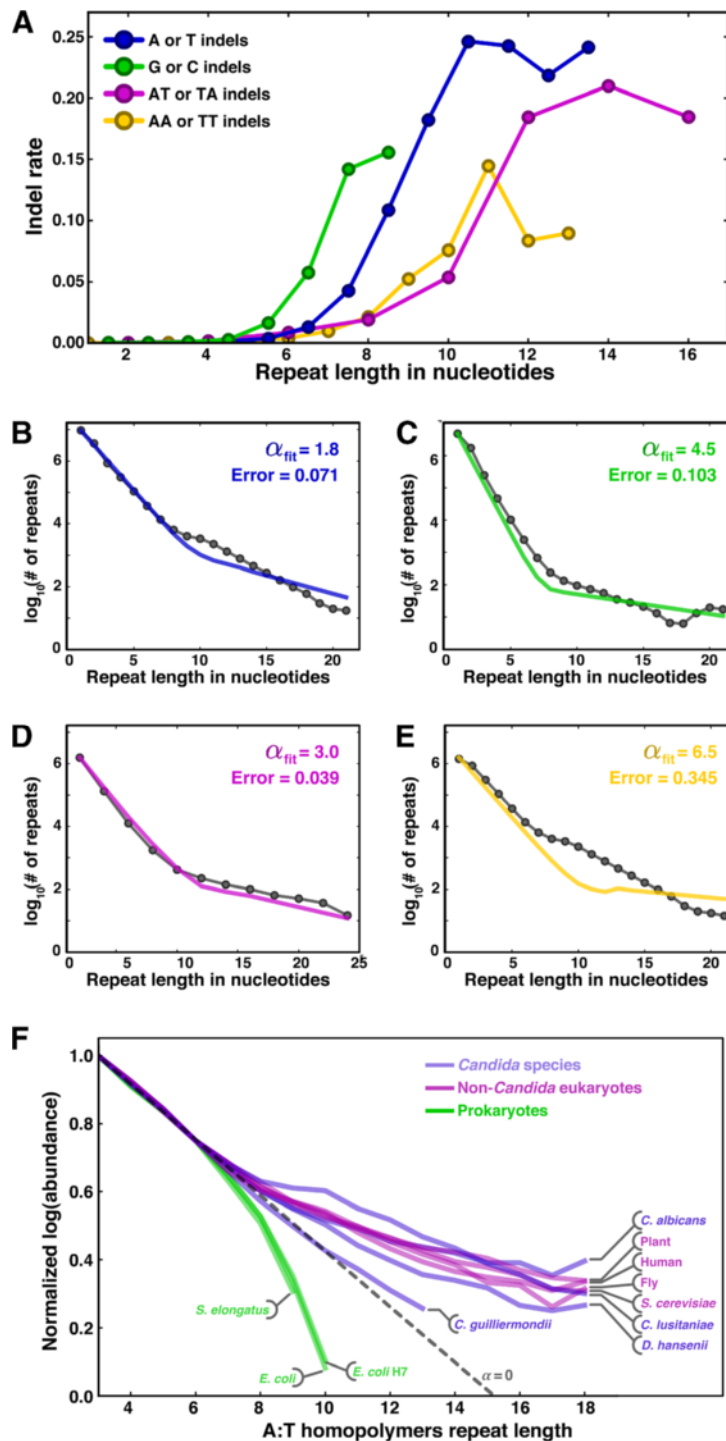 A
0.25
0.20
0.15
0.10
0.05
0.00
Indel rate
A or T indels
G or C indels
AT or TA indels
AA or TT indels
2 4 6 8 10 12 14 16
Repeat length in nucleotides
B
αfit = 1.8
Error = 0.071
6
4
2
0
log10(# of repeats)
0 5 10 15 20
Repeat length in nucleotides
C
αfit = 4.5
Error = 0.103
6
4
2
0
log10(# of repeats)
0 5 10 15 20
Repeat length in nucleotides
D
αfit = 3.0
Error = 0.039
6
4
2
0
log10(# of repeats)
0 5 10 15 20 25
Repeat length in nucleotides
E
αfit = 6.5
Error = 0.345
6
4
2
0
log10(# of repeats)
0 5 10 15 20
Repeat length in nucleotides
F
1.0
0.8
0.6
0.4
0.2
0.0
Normalized log(abundance)
Candida species
Non-Candida eukaryotes
Prokaryotes
C. albicans
Plant
Human
Fly
S. cerevisiae
C. lusitaniae
D. hansenii
S. elongatus
C. guilliermondii
E. coli
E. coli H7
α=0
4 6 8 10 12 14 16 18
A:T homopolymers repeat length